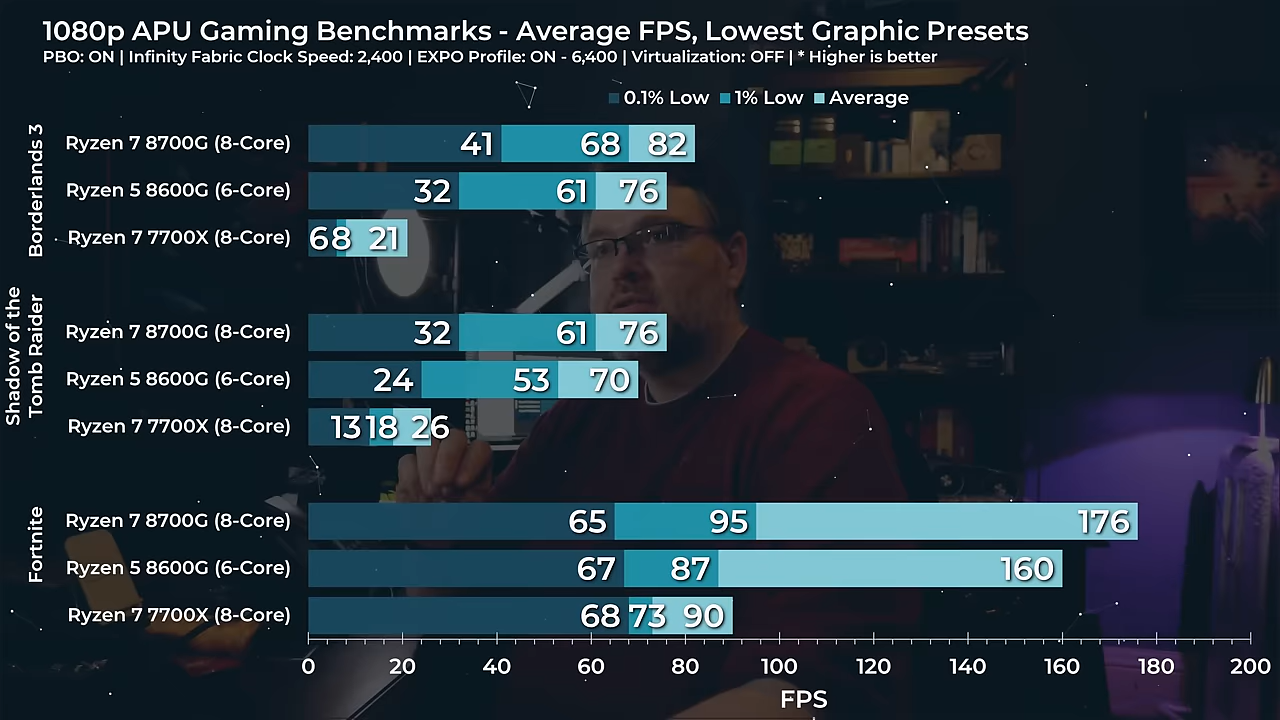 1080p APU Gaming Benchmarks - Average FPS, Lowest Graphic Presets
PBO: ON | Infinity Fabric Clock Speed: 2,400 | EXPO Profile: ON - 6,400 | Virtualization: OFF | * Higher is better
0.1% Low 1% Low Average
Borderlands 3
Ryzen 7 8700G (8-Core) 41 68 82
Ryzen 5 8600G (6-Core) 32 61 76
Ryzen 7 7700X (8-Core) 6 8 21
Shadow of the
Tomb Raider
Ryzen 7 8700G (8-Core) 32 61 76
Ryzen 5 8600G (6-Core) 24 53 70
Ryzen 7 7700X (8-Core) 13 18 26
Fortnite
Ryzen 7 8700G (8-Core) 65 95 176
Ryzen 5 8600G (6-Core) 67 87 160
Ryzen 7 7700X (8-Core) 68 73 90
0 20 40 60 80 100 120 140 160 180 200
FPS